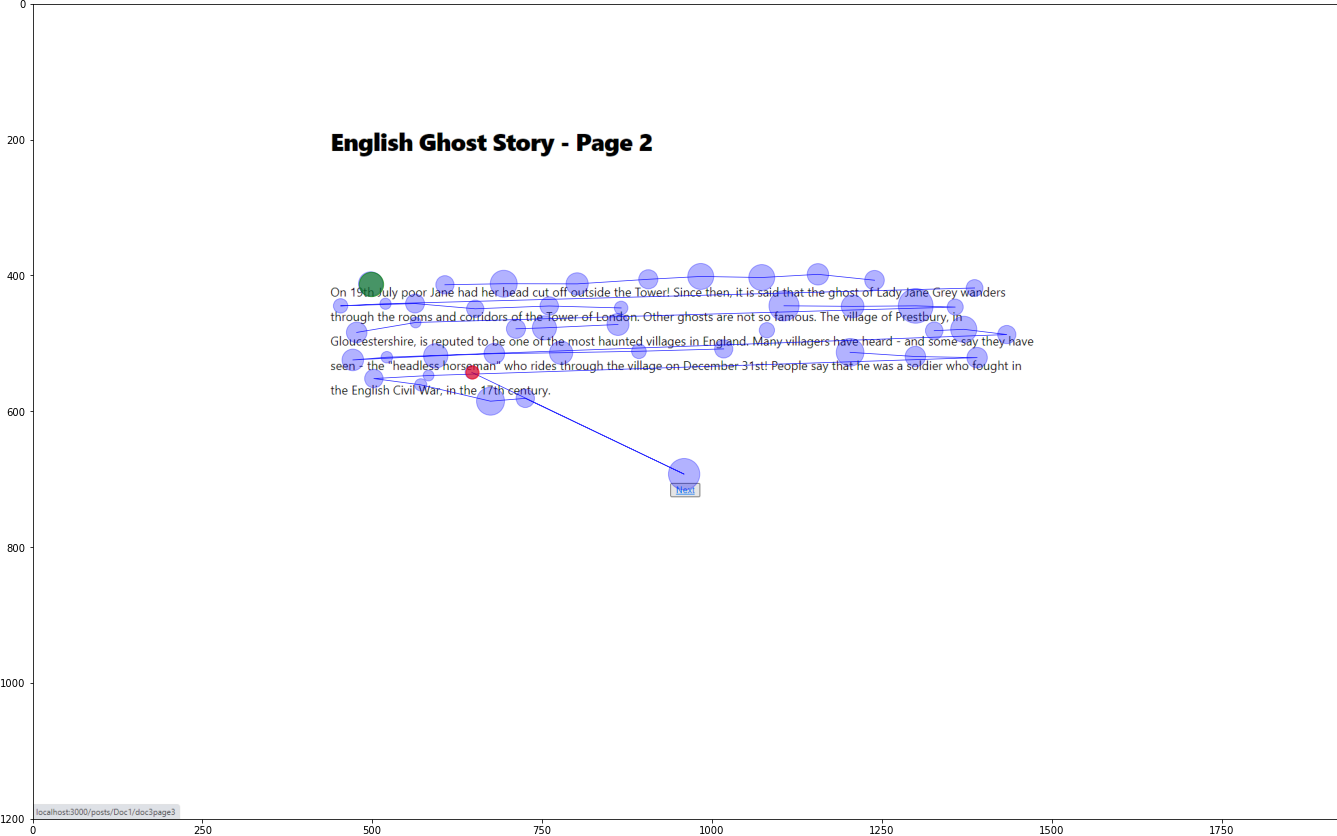 English Ghost Story - Page 2
On 19th July poor Jane had her head cut off outside the Tower! Since then, it is said that the ghost of Lady Jane Grey wanders
through the rooms and corridors of the Tower of London. Other ghosts are not so famous. The village of Prestbury, in
Gloucestershire, is reputed to be one of the most haunted villages in England. Many villagers have heard - and some say they have
seen - the "headless horseman" who rides through the village on December 31st! People say that he was a soldier who fought in
the English Civil War, in the 17th century.
Next
localhost:3000/posts/Doc1/doc3page3
0
200
400
600
800
1000
1200
0 250 500 750 1000 1250 1500 1750